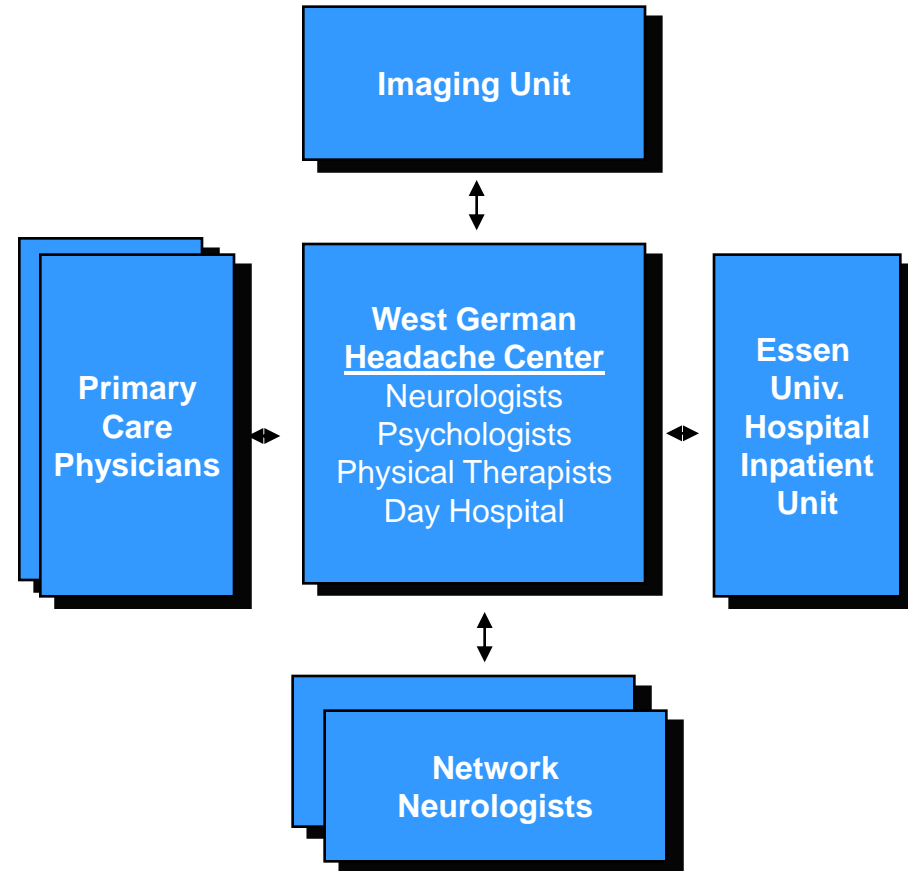 Imaging Unit
West German
Headache Center
Neurologists
Psychologists
Physical Therapists
Day Hospital
Primary
Care
Physicians
Essen
Univ.
Hospital
Inpatient
Unit
Network
Neurologists